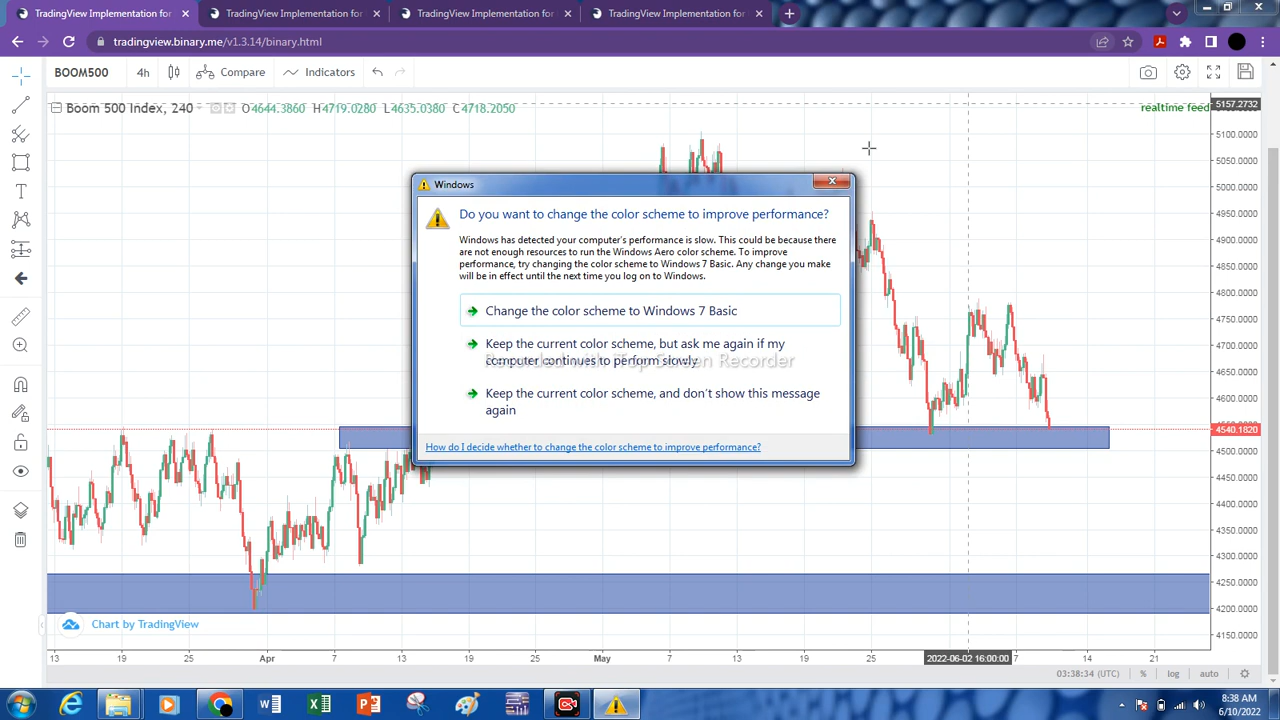 TradingView Implementation for
TradingView Implementation for
TradingView Implementation for
TradingView Implementation for
tradingview.binary.me/v1.3.14/binary.html
BOOM500 4h Compare Indicators
Boom 500 Index, 240 O4644.3860 H4719.0280 L4635.0380 C4718.2050
realtime feed
5157.2732
5100.0000
5050.0000
5000.0000
4950.0000
4900.0000
4850.0000
4800.0000
4750.0000
4700.0000
4650.0000
4600.0000
4540.1820
4500.0000
4450.0000
4400.0000
4350.0000
4300.0000
4250.0000
4200.0000
4150.0000
Windows
Do you want to change the color scheme to improve performance?
Windows has detected your computer's performance is slow. This could be because there
are not enough resources to run the Windows Aero color scheme. To improve
performance, try changing the color scheme to Windows 7 Basic. Any change you make
will be in effect until the next time you log on to Windows.
Change the color scheme to Windows 7 Basic
Keep the current color scheme, but ask me again if my
computer continues to perform slowly
Recorded with iTop Screen Recorder
Keep the current color scheme, and don't show this message
again
How do I decide whether to change the color scheme to improve performance?
Chart by TradingView
13 19 25 Apr 7 13 19 25 May 7 13 19 25 2022-06-02 16:00:00 7 14 21
03:38:34 (UTC) % log auto
8:38 AM
6/10/2022